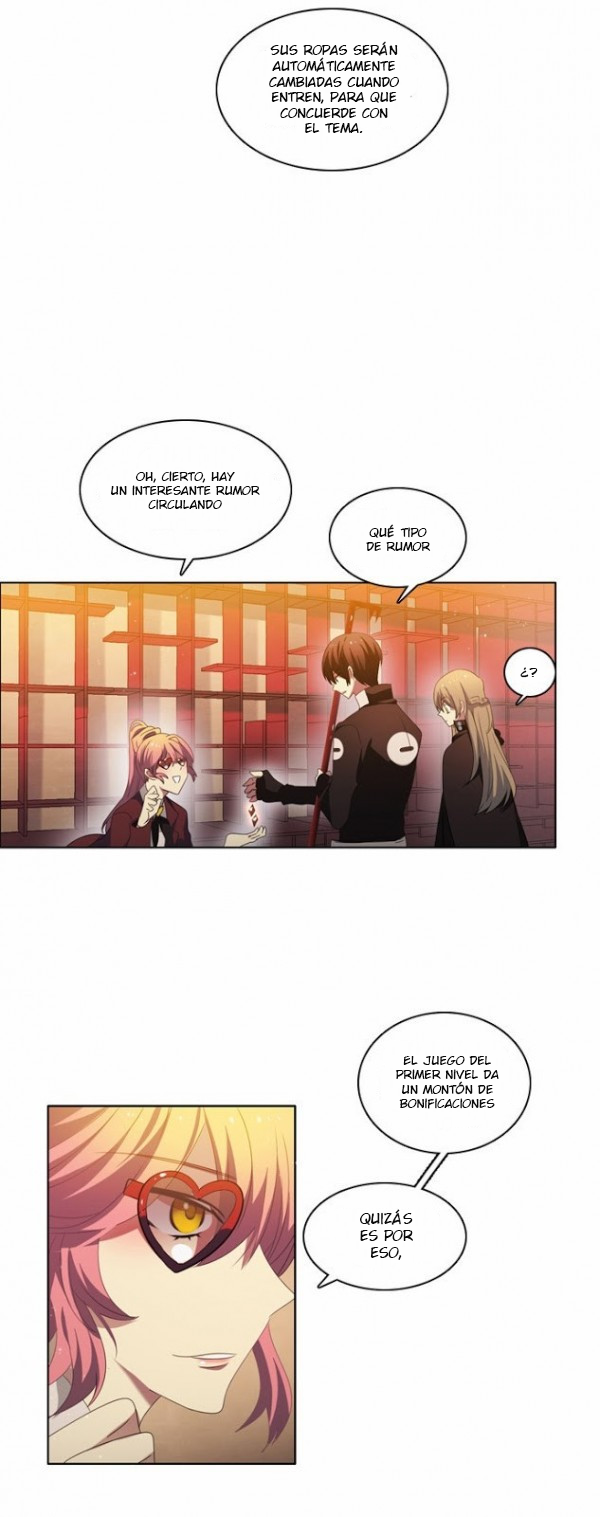 SUS ROPAS SERÁN
AUTOMÁTICAMENTE
CAMBIADAS CUANDO
ENTREN, PARA QUE
CONCUERDE CON
EL TEMA.
OH, CIERTO, HAY
UN INTERESANTE RUMOR
CIRCULANDO
QUÉ TIPO
DE RUMOR
¿?
EL JUEGO DEL
PRIMER NIVEL DA
UN MONTÓN DE
BONIFICACIONES
QUIZÁS
ES POR
ESO,